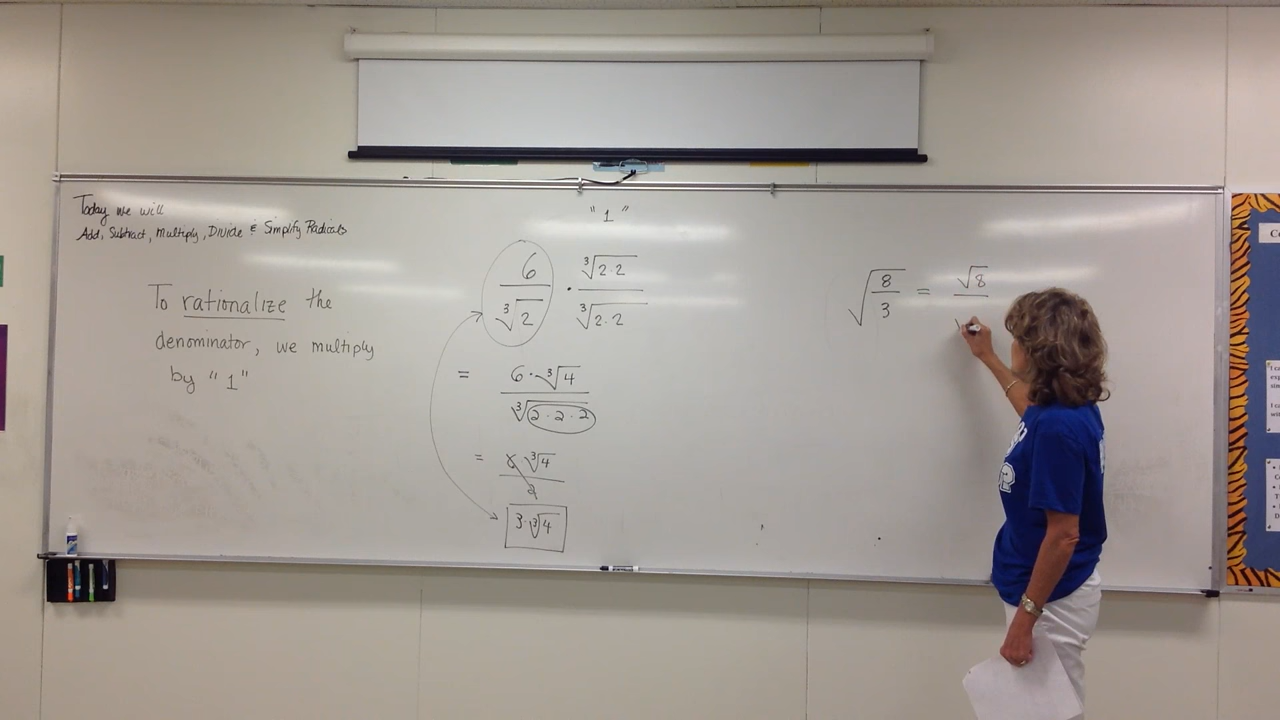 Today we will
Add, Subtract, Multiply, Divide & Simplify Radicals
To rationalize the
denominator, we multiply
by "1"
"1"
6/∛2 · ∛(2·2)/∛(2·2)
= 6·∛4/∛(2·2·2)
= 6 ∛4/2
3·∛4
√(8/3) = √8